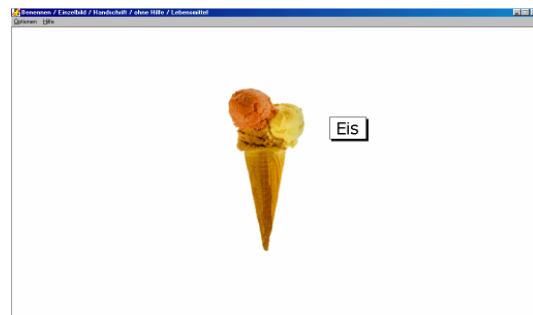 Benennen / Einzelbild / Handschrift / ohne Hilfe / Lebensmittel
Optionen Hilfe
Eis